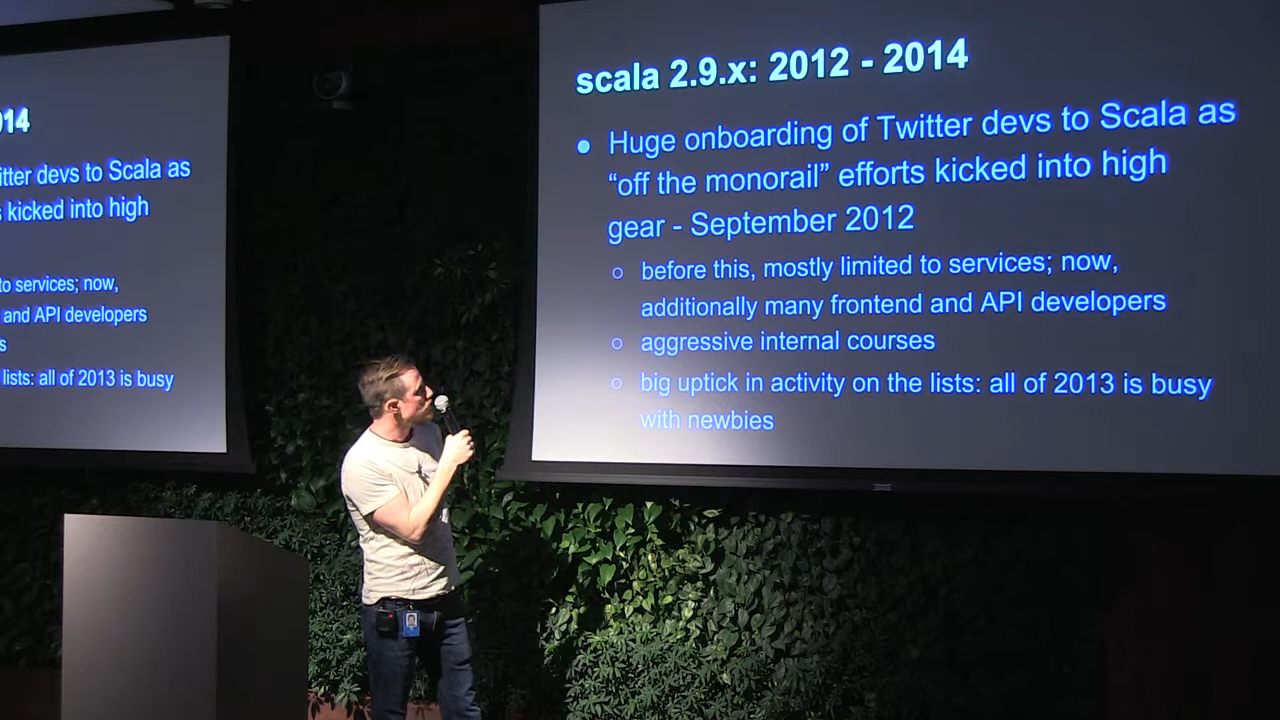 014
itter devs to Scala as
s kicked into high
to services; now,
and API developers
s
lists: all of 2013 is busy
scala 2.9.x: 2012 - 2014
● Huge onboarding of Twitter devs to Scala as
“off the monorail” efforts kicked into high
gear - September 2012
○ before this, mostly limited to services; now,
additionally many frontend and API developers
○ aggressive internal courses
○ big uptick in activity on the lists: all of 2013 is busy
with newbies